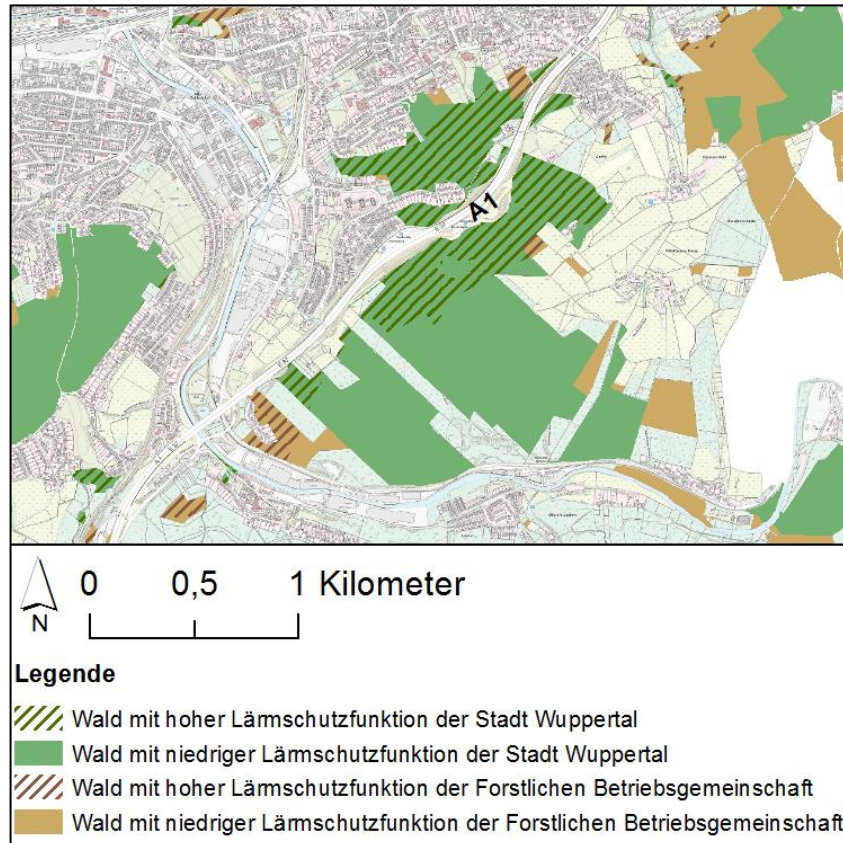 A1
0 0,5 1 Kilometer
N
Legende
Wald mit hoher Lärmschutzfunktion der Stadt Wuppertal
Wald mit niedriger Lärmschutzfunktion der Stadt Wuppertal
Wald mit hoher Lärmschutzfunktion der Forstlichen Betriebsgemeinschaft
Wald mit niedriger Lärmschutzfunktion der Forstlichen Betriebsgemeinschaft